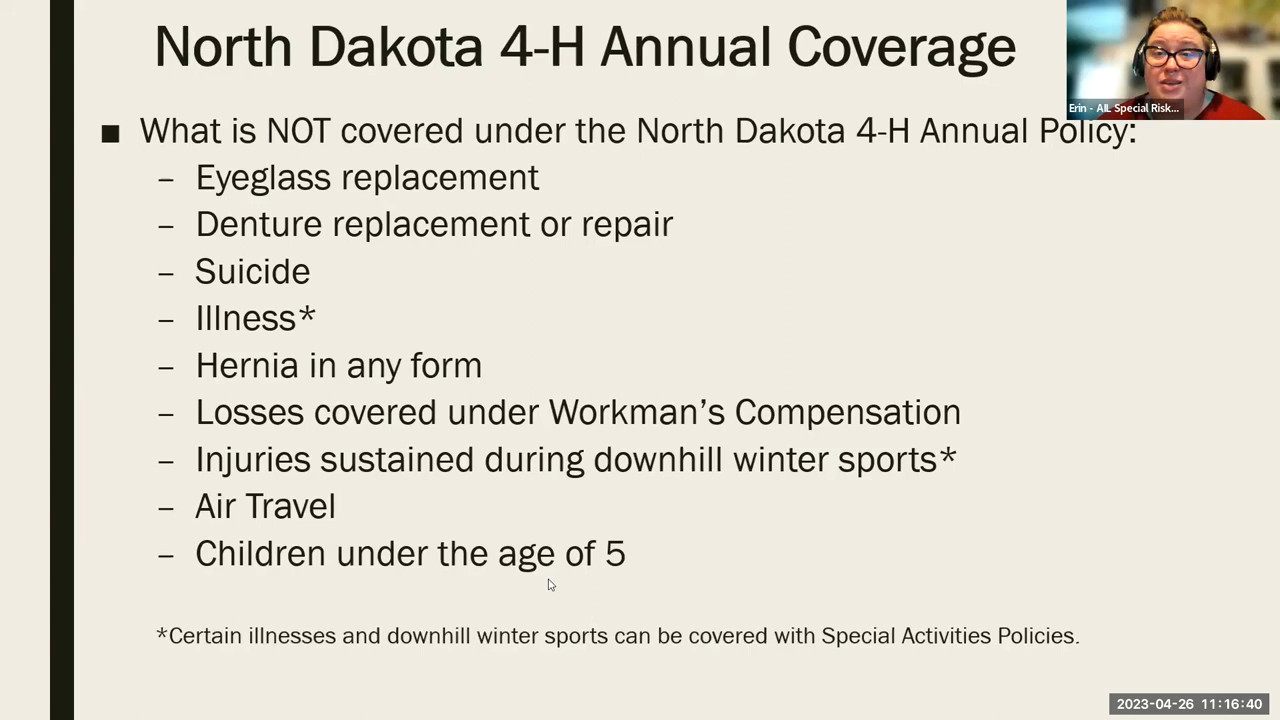 North Dakota 4-H Annual Coverage
Erin - AIL Special Risk...
■ What is NOT covered under the North Dakota 4-H Annual Policy:
– Eyeglass replacement
– Denture replacement or repair
– Suicide
– Illness*
– Hernia in any form
– Losses covered under Workman’s Compensation
– Injuries sustained during downhill winter sports*
– Air Travel
– Children under the age of 5
*Certain illnesses and downhill winter sports can be covered with Special Activities Policies.
2023-04-26 11:16:40